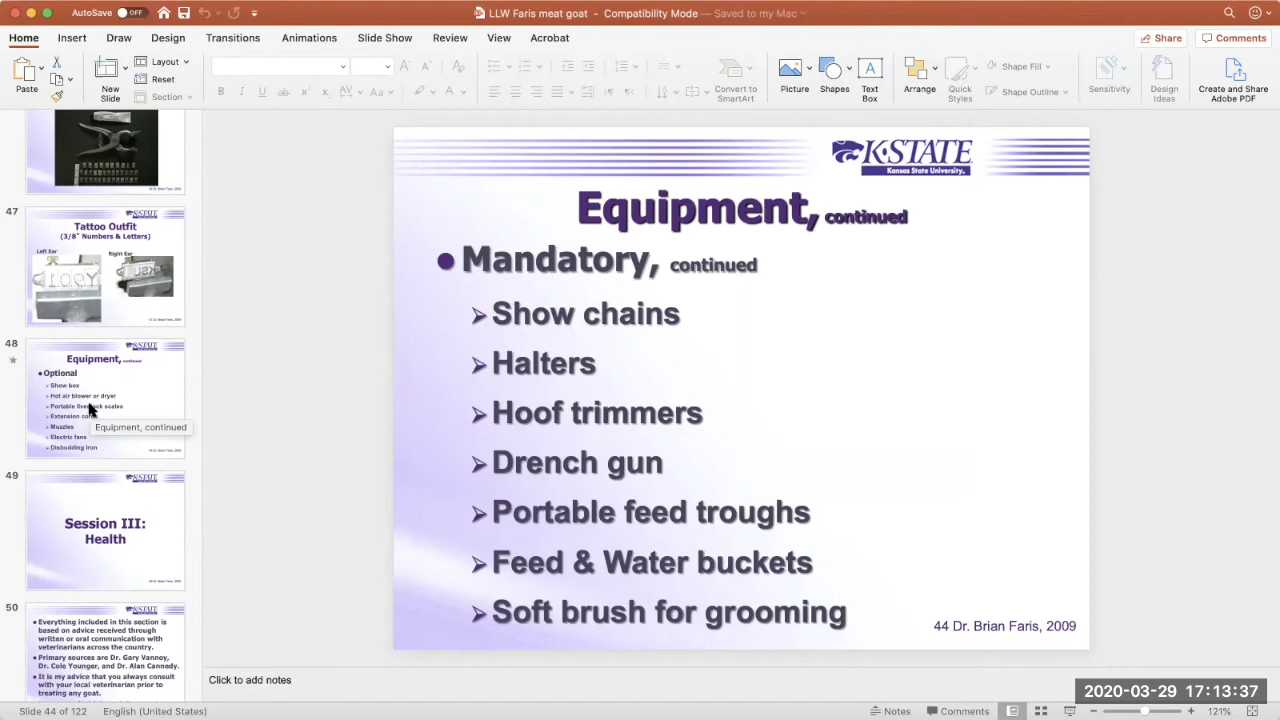 AutoSave OFF
LLW Faris meat goat - Compatibility Mode — Saved to my Mac
Home Insert Draw Design Transitions Animations Slide Show Review View Acrobat Share Comments
Paste
New Slide
Layout
Reset
Section
Convert to SmartArt
Picture
Shapes
Text Box
Arrange
Quick Styles
Shape Fill
Shape Outline
Sensitivity
Design Ideas
Create and Share Adobe PDF
47
K-STATE
Tattoo Outfit
(3/8" Numbers & Letters)
Left Ear
Right Ear
48
K-STATE
Equipment, continued
Optional
Show box
Hot air blower or dryer
Portable livestock scales
Extension
Muzzles
Electric fans
Disbudding iron
Equipment, continued
49
K-STATE
Session III:
Health
50
K-STATE
Everything included in this section is
based on advice received through
written or oral communication with
veterinarians across the country.
Primary sources are Dr. Gary Vannoy,
Dr. Cole Younger, and Dr. Alan Cannedy.
It is my advice that you always consult
with your local veterinarian prior to
treating any goat.
K-STATE
Kansas State University
Equipment, continued
Mandatory, continued
Show chains
Halters
Hoof trimmers
Drench gun
Portable feed troughs
Feed & Water buckets
Soft brush for grooming
44 Dr. Brian Faris, 2009
Click to add notes
2020-03-29 17:13:37
Slide 44 of 122 English (United States) Notes Comments 121%